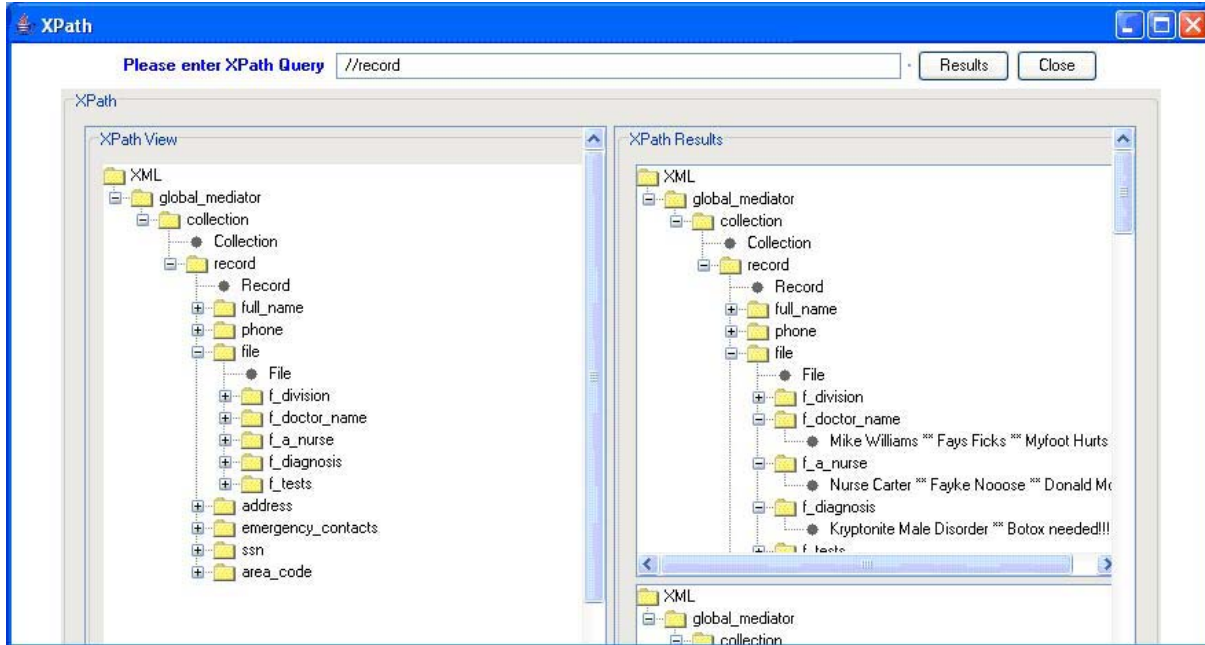 XPath
Please enter XPath Query //record Results Close
XPath
XPath View
XML
global_mediator
collection
Collection
record
Record
full_name
phone
file
File
f_division
f_doctor_name
f_a_nurse
f_diagnosis
f_tests
address
emergency_contacts
ssn
area_code
XPath Results
XML
global_mediator
collection
Collection
record
Record
full_name
phone
file
File
f_division
f_doctor_name
Mike Williams ** Fays Ficks ** Myfoot Hurts
f_a_nurse
Nurse Carter ** Fayke Nooose ** Donald
f_diagnosis
Kryptonite Male Disorder ** Botox needed!!!
f_tests
XML
global_mediator
collection